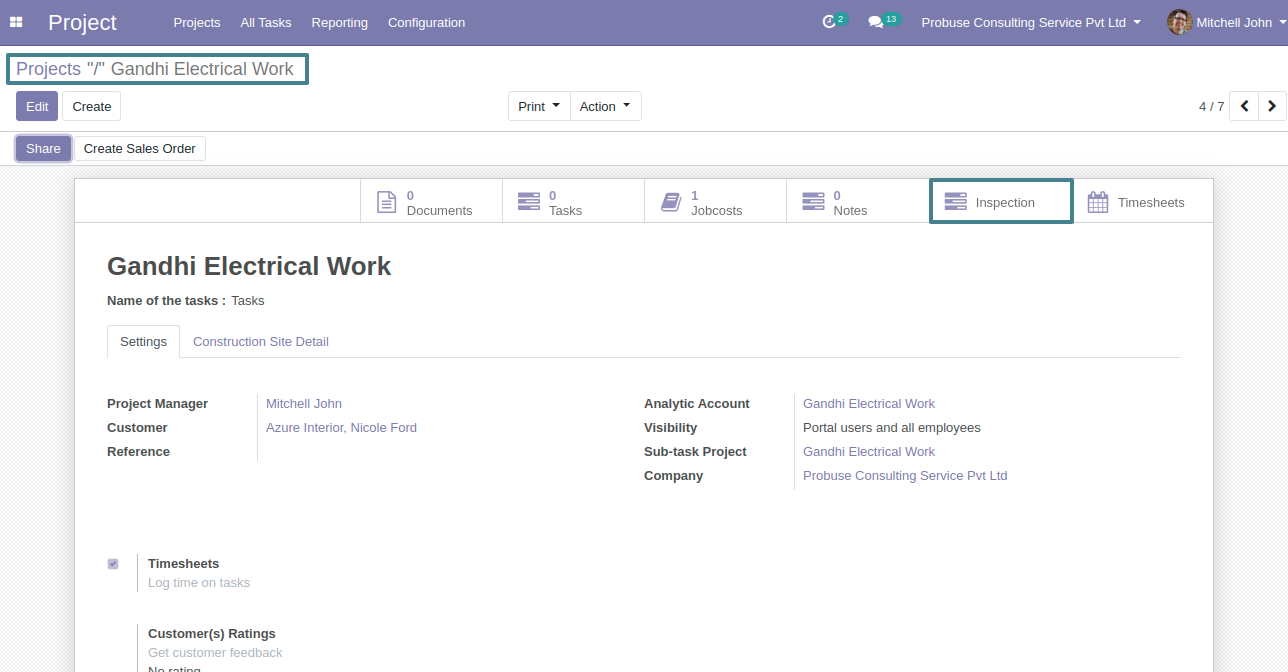 Project Projects All Tasks Reporting Configuration 2 13 Probuse Consulting Service Pvt Ltd Mitchell John
Projects "/" Gandhi Electrical Work
Edit Create Print Action 4 / 7
Share Create Sales Order
0 Documents 0 Tasks 1 Jobcosts 0 Notes Inspection Timesheets
Gandhi Electrical Work
Name of the tasks : Tasks
Settings Construction Site Detail
Project Manager Mitchell John
Customer Azure Interior, Nicole Ford
Reference
Analytic Account Gandhi Electrical Work
Visibility Portal users and all employees
Sub-task Project Gandhi Electrical Work
Company Probuse Consulting Service Pvt Ltd
Timesheets
Log time on tasks
Customer(s) Ratings
Get customer feedback
No rating